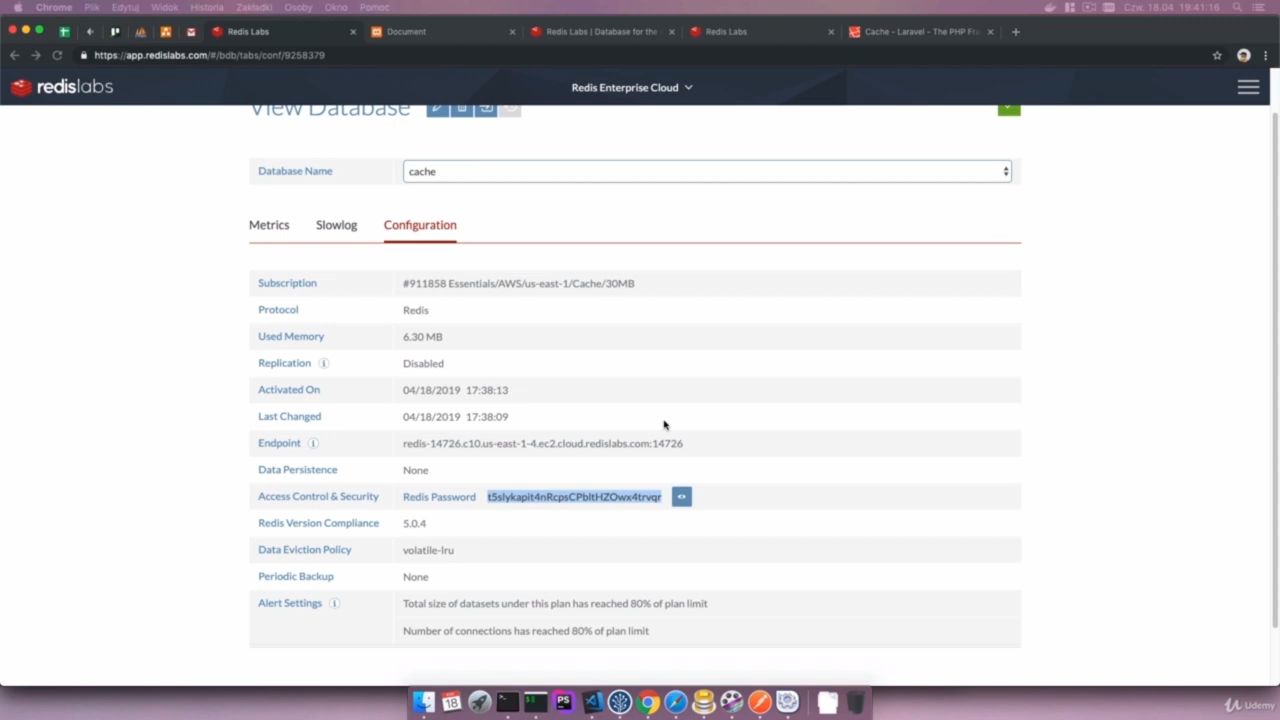 Chrome Plik Edytuj Widok Historia Zakładki Osoby Okno Pomoc Czw. 18.04 19:41:16
Redis Labs Document Redis Labs | Database for the Redis Labs Cache - Laravel - The PHP Fra
https://app.redislabs.com/#/bdb/tabs/conf/9258379
redislabs Redis Enterprise Cloud
View Database
Database Name cache
Metrics Slowlog Configuration
Subscription #911858 Essentials/AWS/us-east-1/Cache/30MB
Protocol Redis
Used Memory 6.30 MB
Replication Disabled
Activated On 04/18/2019 17:38:13
Last Changed 04/18/2019 17:38:09
Endpoint redis-14726.c10.us-east-1-4.ec2.cloud.redislabs.com:14726
Data Persistence None
Access Control & Security Redis Password t5slykapit4nRcpsCPbltHZOwx4trvqr
Redis Version Compliance 5.0.4
Data Eviction Policy volatile-lru
Periodic Backup None
Alert Settings Total size of datasets under this plan has reached 80% of plan limit
Number of connections has reached 80% of plan limit
18
PS
Udemy